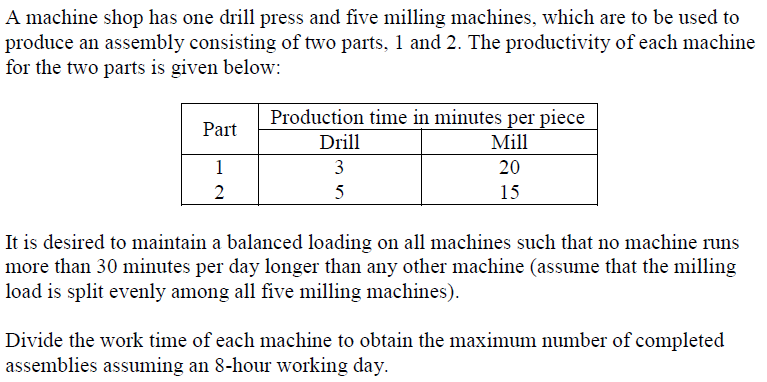 A machine shop has one drill press and five milling machines, which are to be used to
produce an assembly consisting of two parts, 1 and 2. The productivity of each machine
for the two parts is given below:
Part
Production time in minutes per piece
Drill Mill
1 3 20
2 5 15
It is desired to maintain a balanced loading on all machines such that no machine runs
more than 30 minutes per day longer than any other machine (assume that the milling
load is split evenly among all five milling machines).
Divide the work time of each machine to obtain the maximum number of completed
assemblies assuming an 8-hour working day.